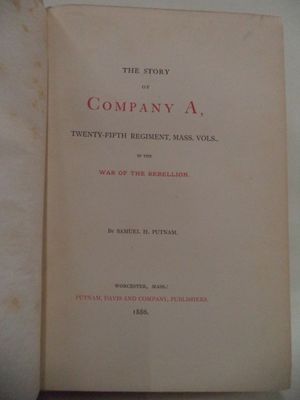 THE STORY
OF
COMPANY A,
TWENTY-FIFTH REGIMENT, MASS. VOLS.,
IN THE
WAR OF THE REBELLION.
BY SAMUEL H. PUTNAM.
WORCESTER, MASS.:
PUTNAM, DAVIS AND COMPANY, PUBLISHERS.
1886.